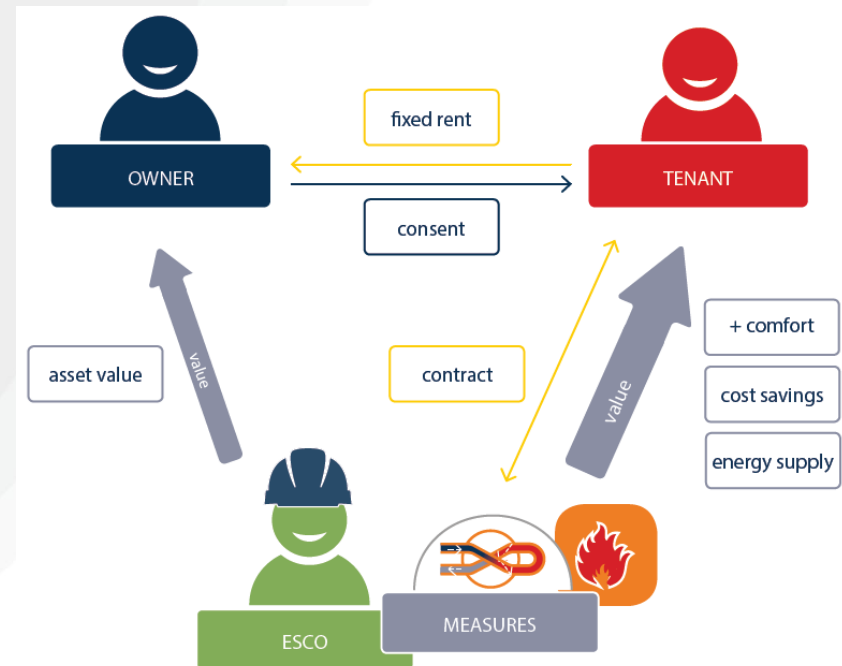 fixed rent
OWNER
TENANT
consent
+ comfort
asset value
value
contract
value
cost savings
energy supply
MEASURES
ESCO